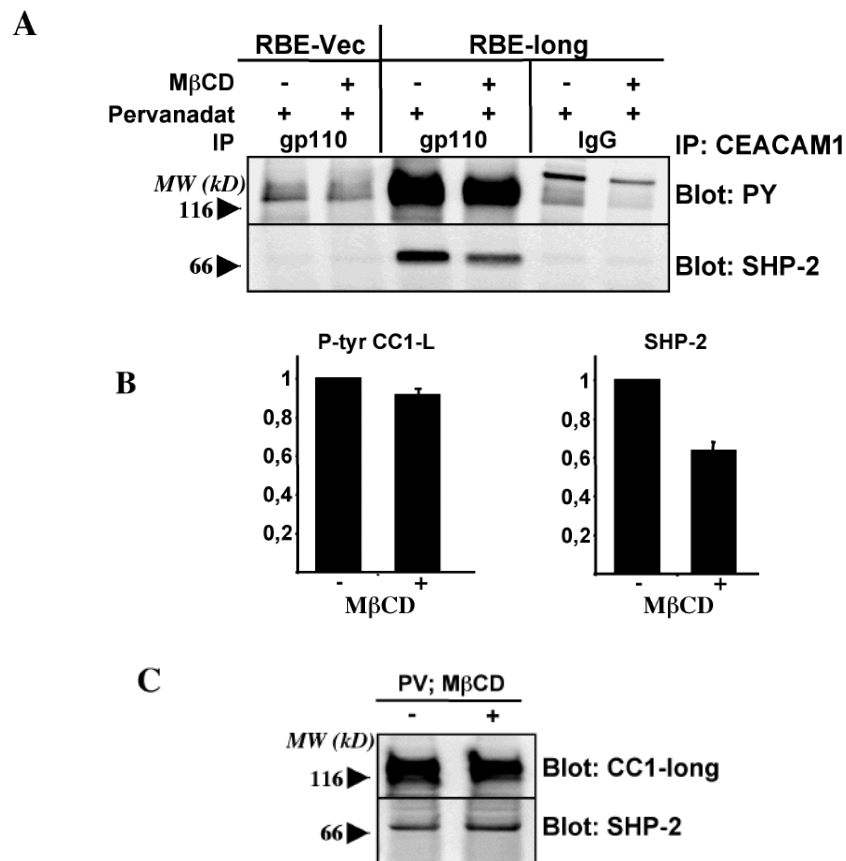 A
RBE-Vec RBE-long
MβCD - + - + - +
Pervanadat + + + + + +
IP gp110 gp110 IgG IP: CEACAM1
MW (kD)
116 Blot: PY
66 Blot: SHP-2
B
P-tyr CC1-L SHP-2
1 1
0,8 0,8
0,6 0,6
0,4 0,4
0,2 0,2
- + - +
MβCD MβCD
C
PV; MβCD
- +
MW (kD)
116 Blot: CC1-long
66 Blot: SHP-2